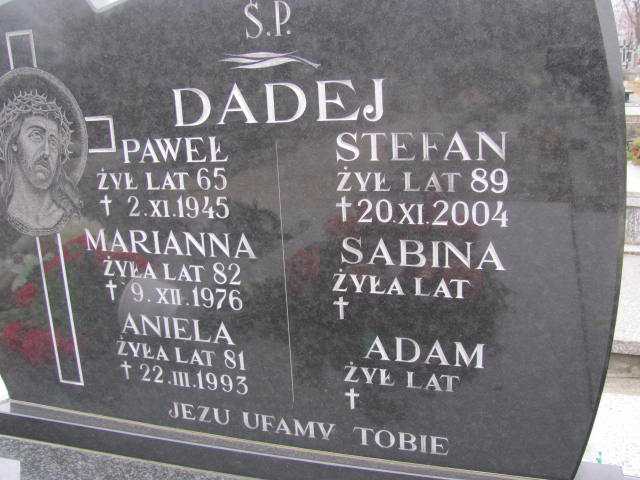 Ś.P.
DADEJ
PAWEŁ
ŻYŁ LAT 65
† 2.XI.1945
MARIANNA
ŻYŁA LAT 82
† 9.XII.1976
ANIELA
ŻYŁA LAT 81
† 22.III.1993
STEFAN
ŻYŁ LAT 89
† 20.XI.2004
SABINA
ŻYŁA LAT
†
ADAM
ŻYŁ LAT
†
JEZU UFAMY TOBIE